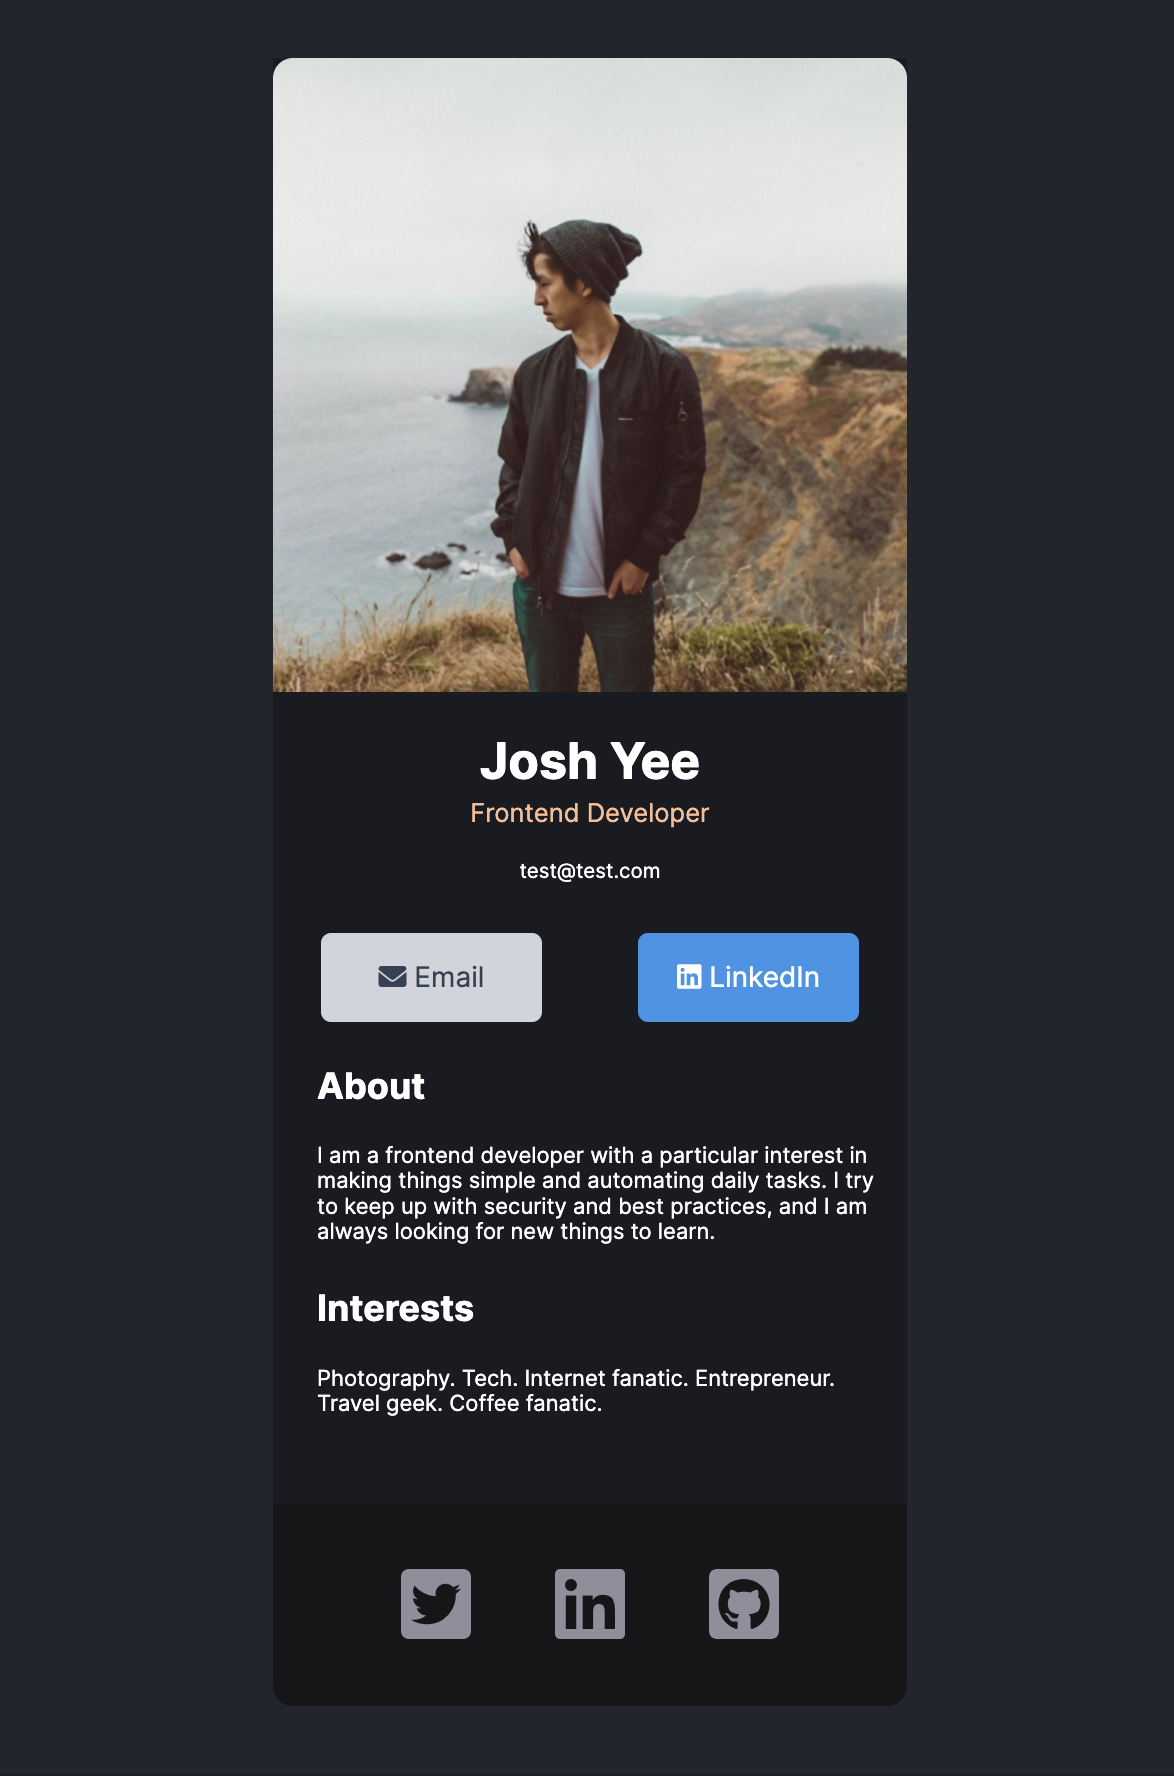 Josh Yee
Frontend Developer
test@test.com
Email
LinkedIn
About
I am a frontend developer with a particular interest in
making things simple and automating daily tasks. I try
to keep up with security and best practices, and I am
always looking for new things to learn.
Interests
Photography. Tech. Internet fanatic. Entrepreneur.
Travel geek. Coffee fanatic.